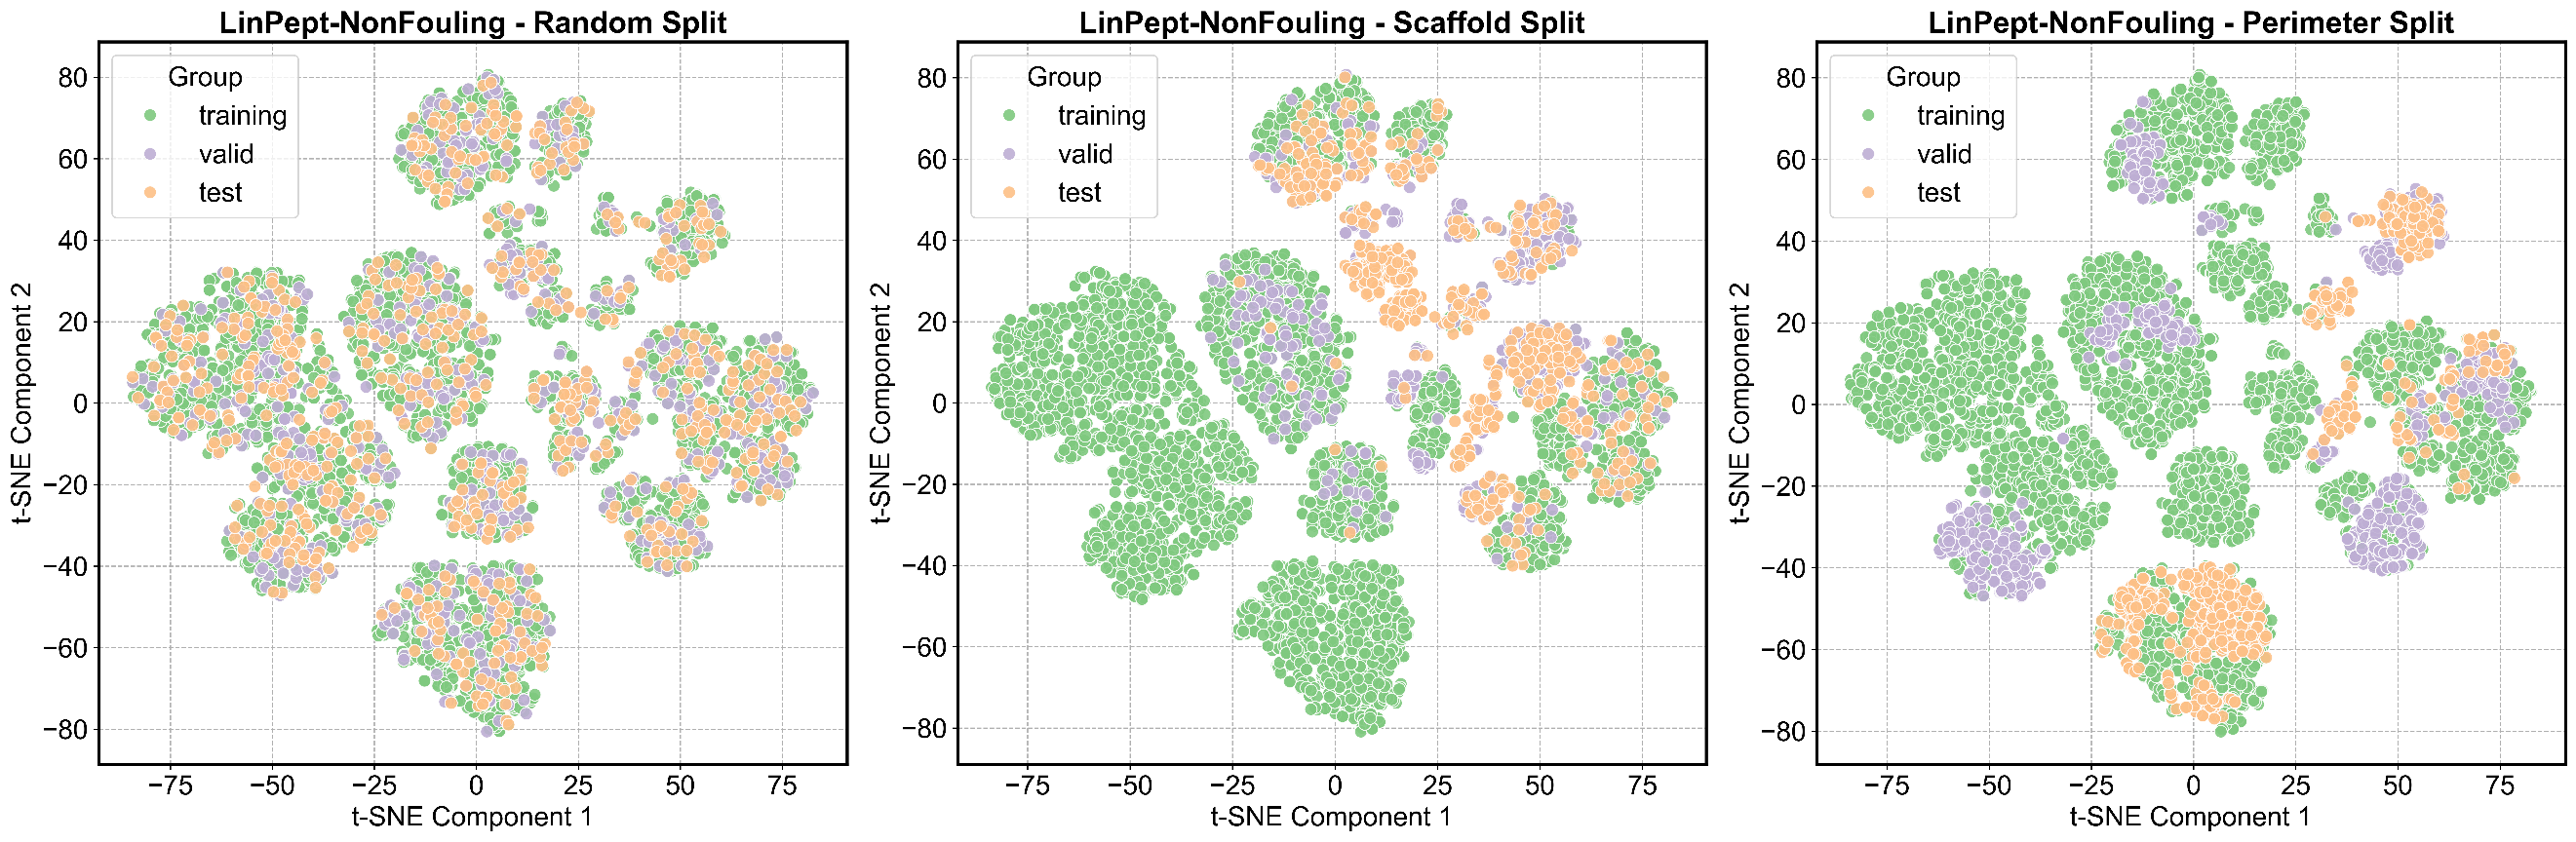 LinPept-NonFouling - Random Split
Group
training
valid
test
80
60
40
20
0
−20
−40
−60
−80
−75
−50
−25
0
25
50
75
t-SNE Component 1
t-SNE Component 2
LinPept-NonFouling - Scaffold Split
Group
training
valid
test
80
60
40
20
0
−20
−40
−60
−80
−75
−50
−25
0
25
50
75
t-SNE Component 1
t-SNE Component 2
LinPept-NonFouling - Perimeter Split
Group
training
valid
test
80
60
40
20
0
−20
−40
−60
−80
−75
−50
−25
0
25
50
75
t-SNE Component 1
t-SNE Component 2